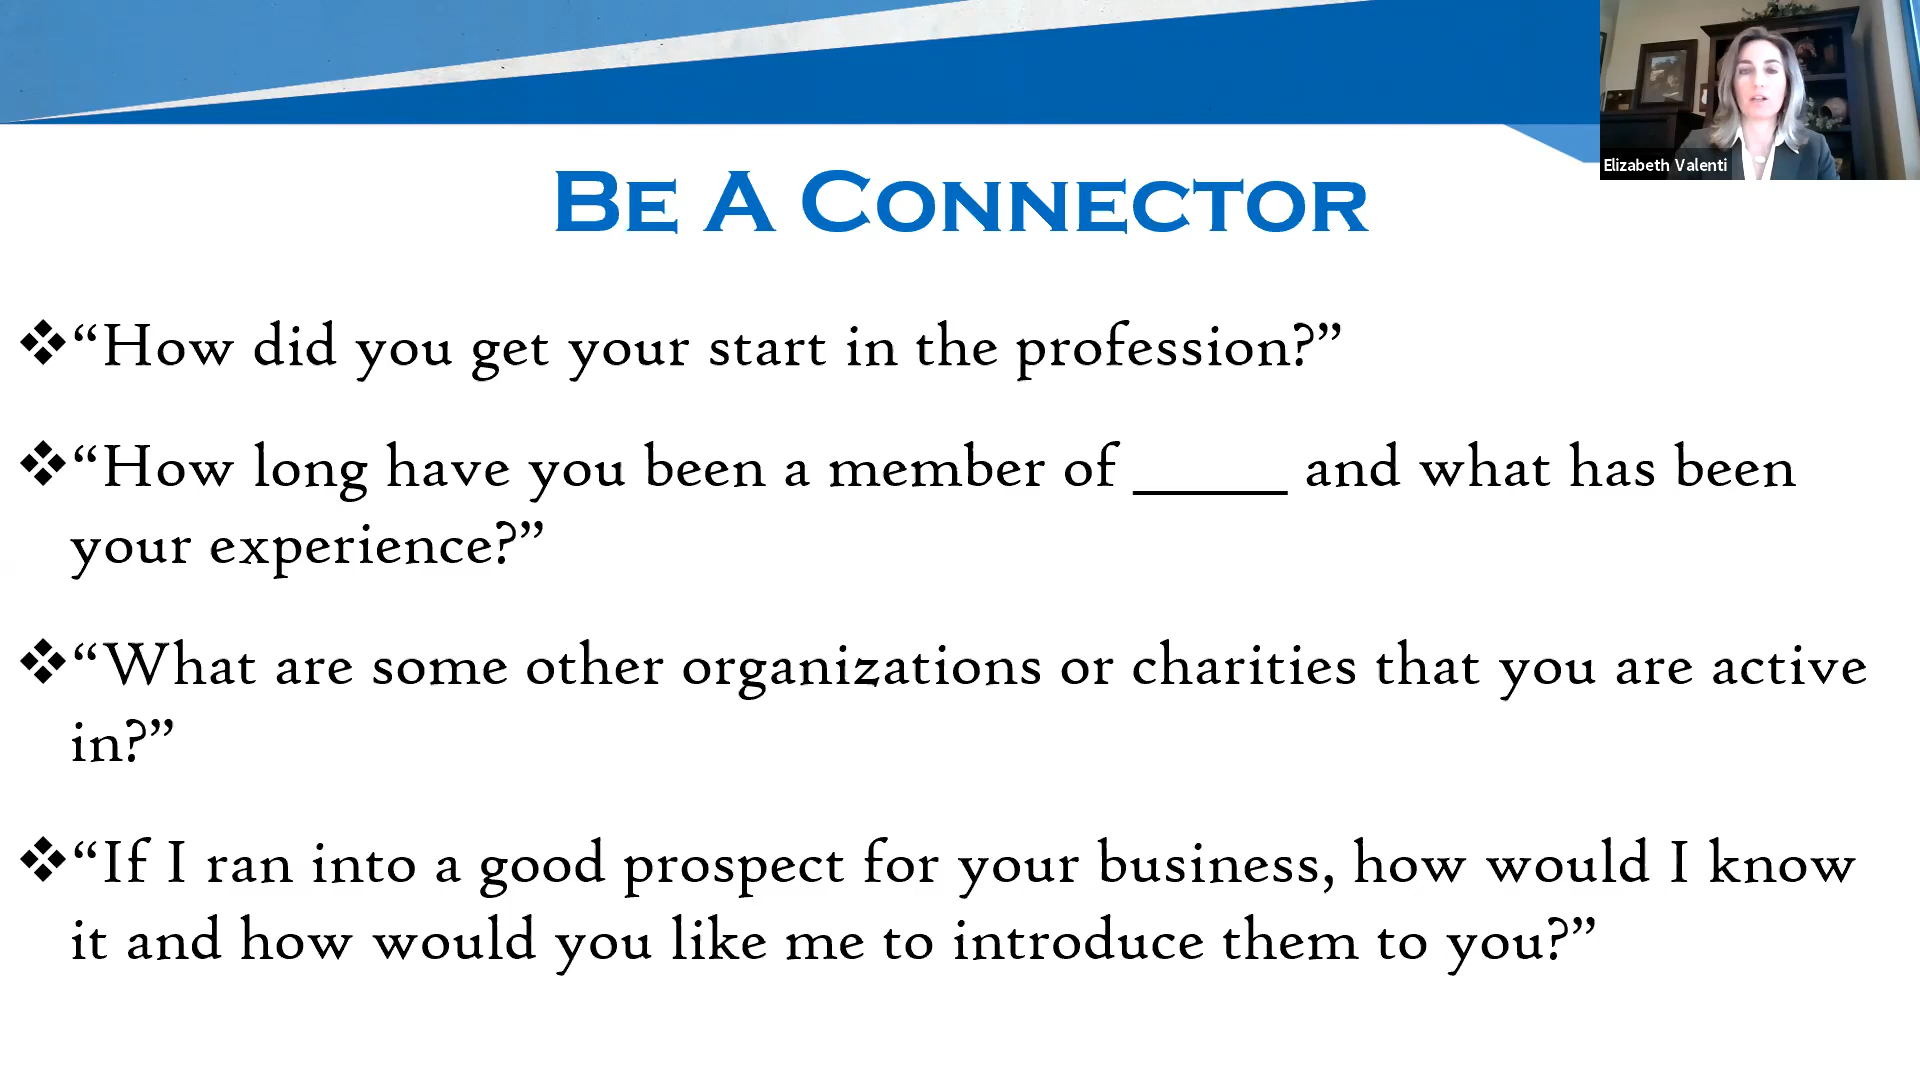 Elizabeth Valenti
Be A Connector
❖“How did you get your start in the profession?”
❖“How long have you been a member of _____ and what has been
your experience?”
❖“What are some other organizations or charities that you are active
in?”
❖“If I ran into a good prospect for your business, how would I know
it and how would you like me to introduce them to you?”